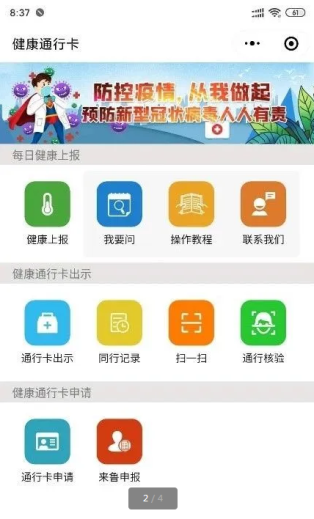 8:37
61
健康通行卡
防控疫情,从我做起
预防新型冠状病毒人人有责
每日健康上报
健康上报 我要问 操作教程 联系我们
健康通行卡出示
通行卡出示 同行记录 扫一扫 通行核验
健康通行卡申请
通行卡申请 来鲁申报
2 / 4